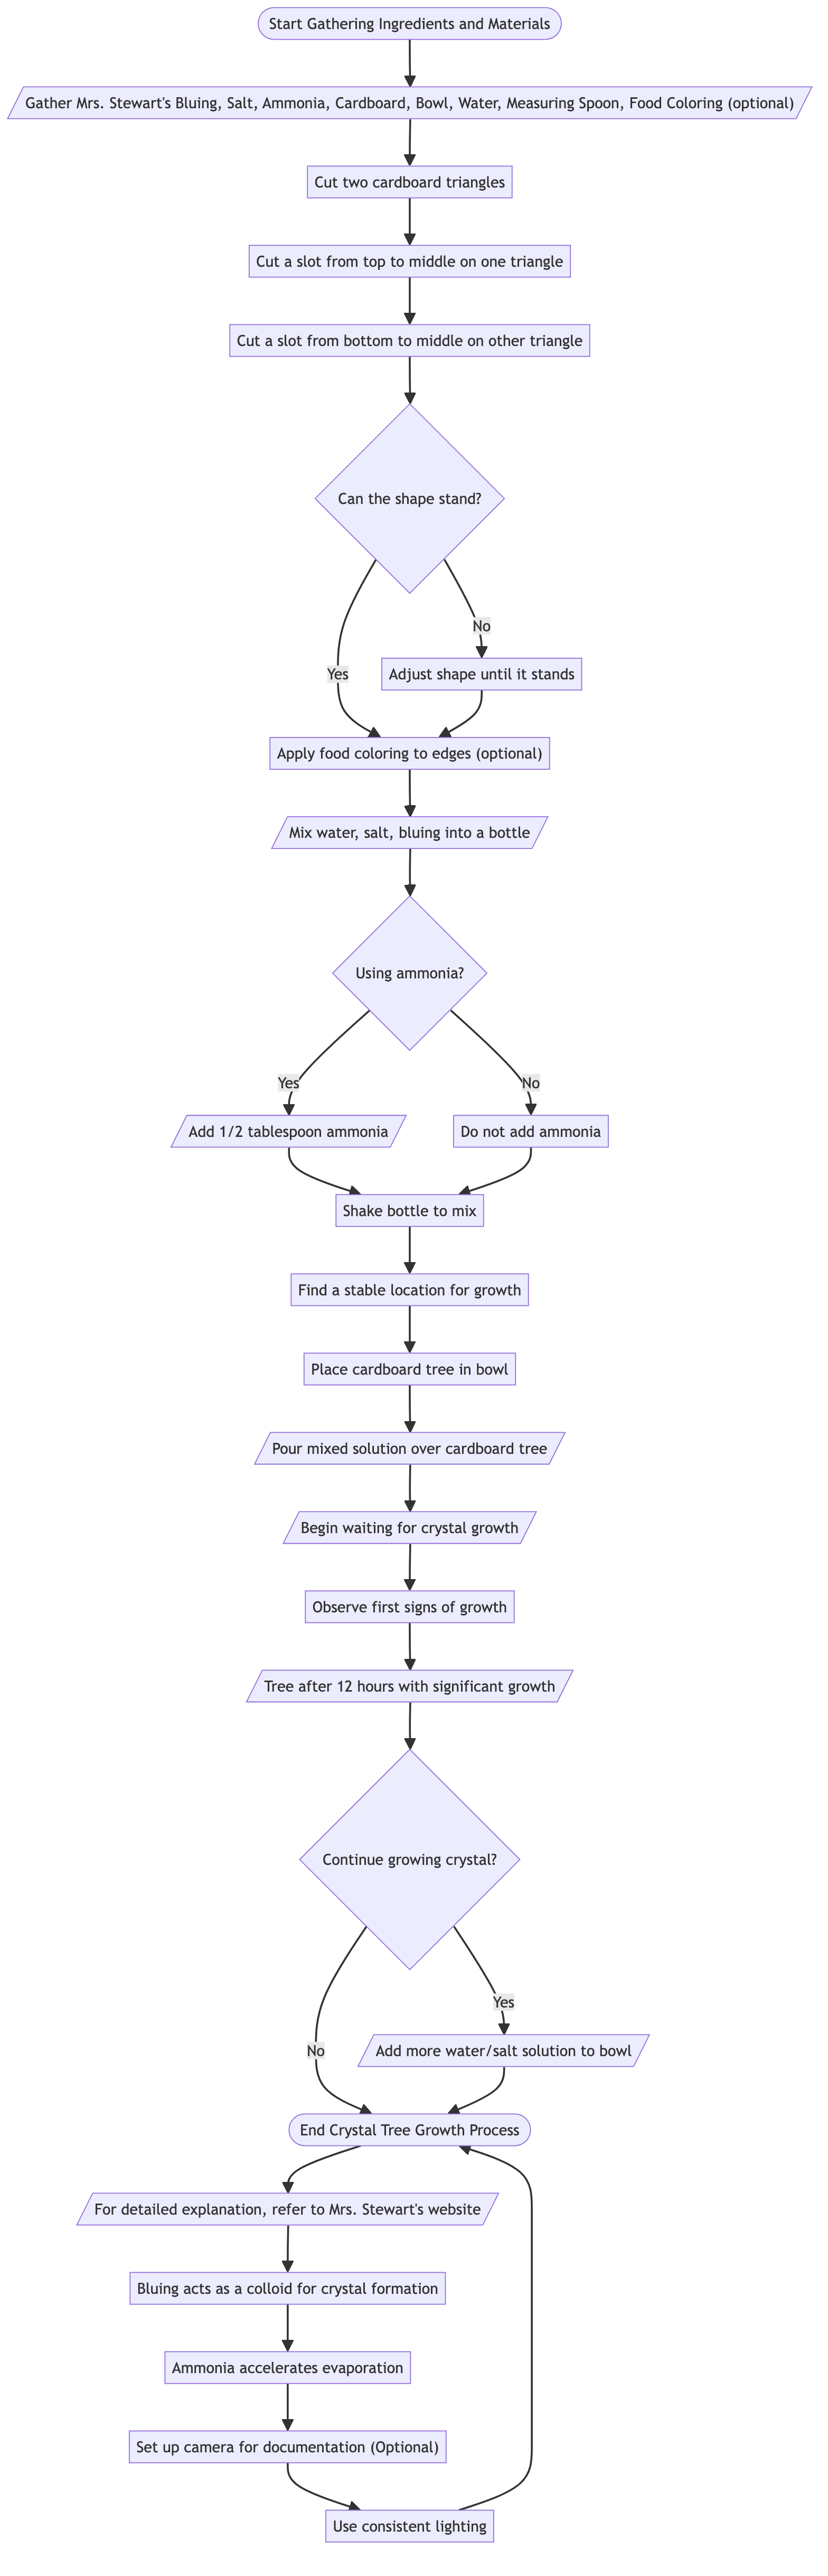 Start Gathering Ingredients and Materials
Gather Mrs. Stewart's Bluing, Salt, Ammonia, Cardboard, Bowl, Water, Measuring Spoon, Food Coloring (optional)
Cut two cardboard triangles
Cut a slot from top to middle on one triangle
Cut a slot from bottom to middle on other triangle
Can the shape stand?
No
Yes
Adjust shape until it stands
Apply food coloring to edges (optional)
Mix water, salt, bluing into a bottle
Using ammonia?
Yes
No
Add 1/2 tablespoon ammonia
Do not add ammonia
Shake bottle to mix
Find a stable location for growth
Place cardboard tree in bowl
Pour mixed solution over cardboard tree
Begin waiting for crystal growth
Observe first signs of growth
Tree after 12 hours with significant growth
Continue growing crystal?
Yes
No
Add more water/salt solution to bowl
End Crystal Tree Growth Process
For detailed explanation, refer to Mrs. Stewart's website
Bluing acts as a colloid for crystal formation
Ammonia accelerates evaporation
Set up camera for documentation (Optional)
Use consistent lighting